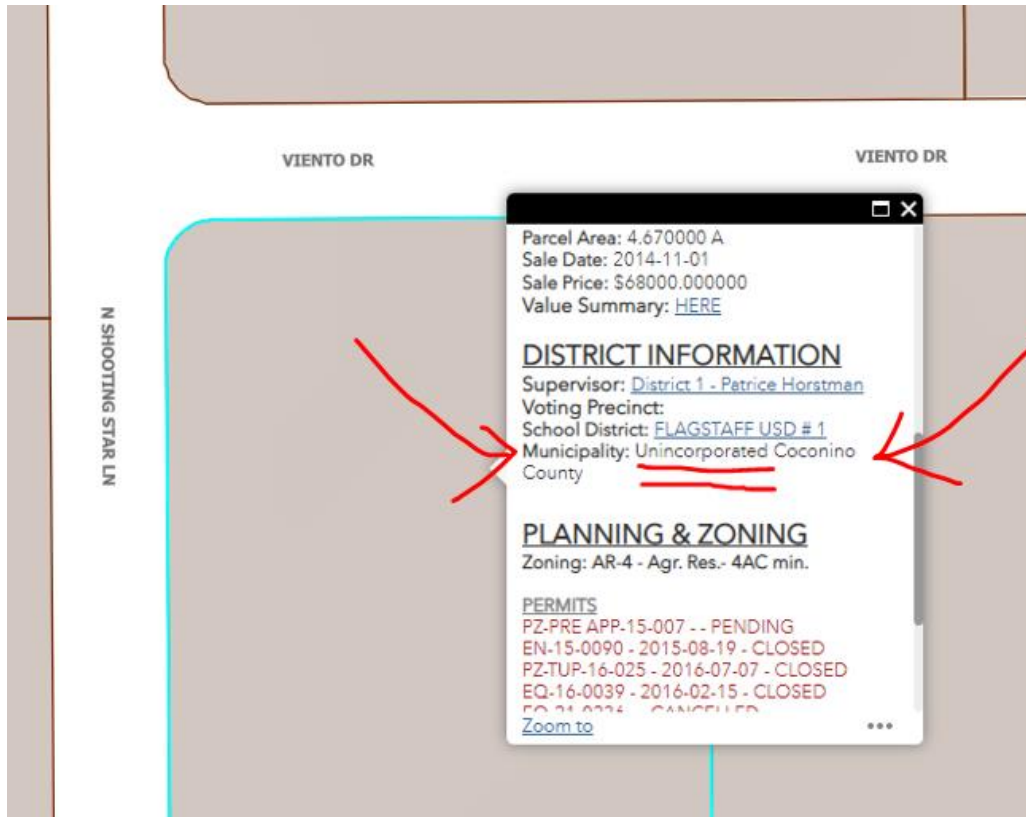 VIENTO DR
VIENTO DR
N SHOOTING STAR LN
Parcel Area: 4.670000 A
Sale Date: 2014-11-01
Sale Price: $68000.000000
Value Summary: HERE
DISTRICT INFORMATION
Supervisor: District 1 - Patrice Horstman
Voting Precinct:
School District: FLAGSTAFF USD # 1
Municipality: Unincorporated Coconino
County
PLANNING & ZONING
Zoning: AR-4 - Agr. Res.- 4AC min.
PERMITS
PZ-PRE APP-15-007 - - PENDING
EN-15-0090 - 2015-08-19 - CLOSED
PZ-TUP-16-025 - 2016-07-07 - CLOSED
EQ-16-0039 - 2016-02-15 - CLOSED
Zoom to